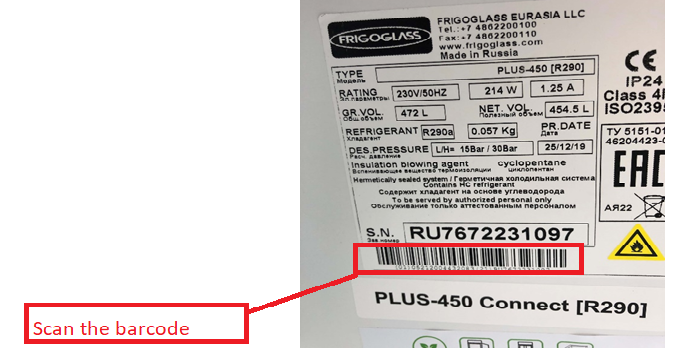 FRIGOGLASS
FRIGOGLASS EURASIA LLC
Tel.:+7 4862200100
Fax:+7 4862200110
www.frigoglass.com
Made in Russia
TYPE PLUS-450 [R290]
Модель
RATING 230V/50HZ 214 W 1.25 A
Эл.параметры
GR.VOL. 472 L NET. VOL. 454.5 L
Общ.объем Полезный объем
REFRIGERANT R290a 0.057 Kg PR.DATE
Хладагент Дата
DES.PRESSURE L/H= 15Bar / 30Bar 25/12/19
Расч. давление
Insulation blowing agent cyclopentane
Вспенивающее вещество термоизоляции циклопентан
Hermetically sealed system / Герметичная холодильная система
Contains HC refrigerant
Содержит хладагент на основе углеводорода
To be served by authorized personal only
Обслуживание только аттестованным персоналом
S.N. RU7672231097
Зав.номер
CE
IP24
Class 4
ISO2395
ТУ 5151-01
46204423-0
EAC
АЯ22
PLUS-450 Connect [R290]
Scan the barcode